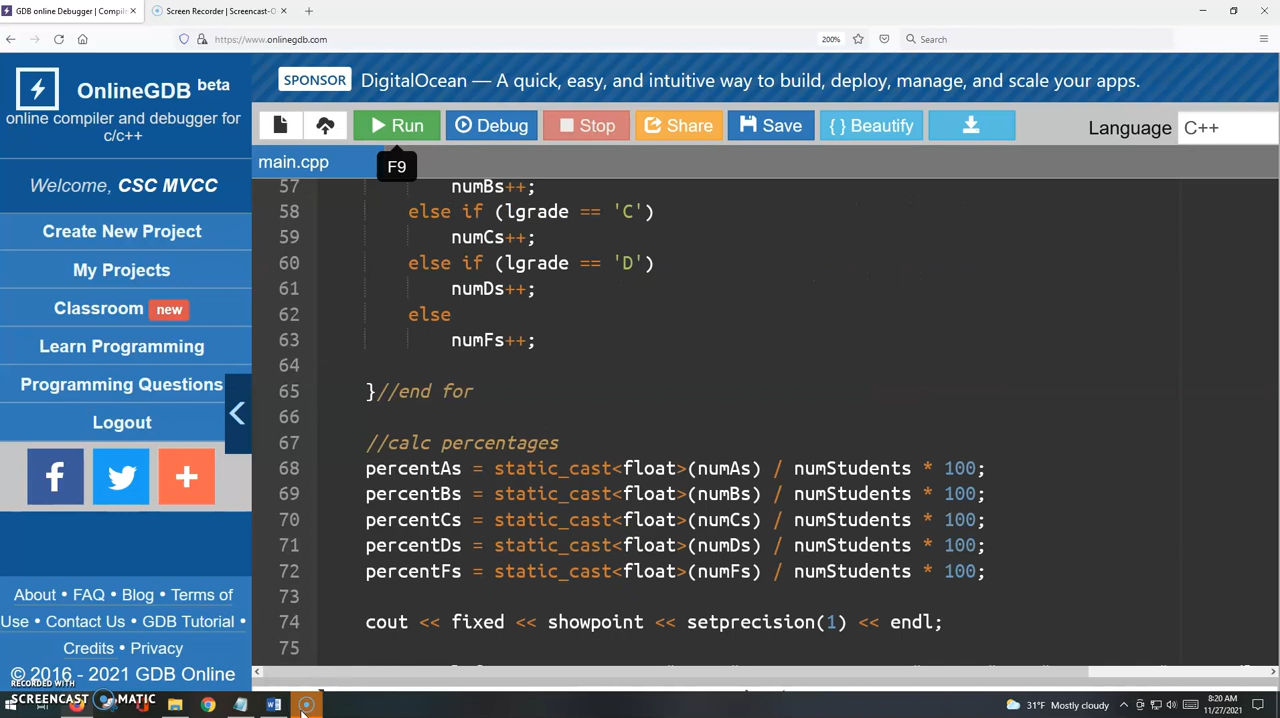 GDB online Debugger | Compile
Screen Recorder | Screencast-O
https://www.onlinegdb.com
200%
Search
OnlineGDB beta
online compiler and debugger for
c/c++
Welcome, CSC MVCC
Create New Project
My Projects
Classroom new
Learn Programming
Programming Questions
Logout
About • FAQ • Blog • Terms of
Use • Contact Us • GDB Tutorial •
Credits • Privacy
© 2016 - 2021 GDB Online
SPONSOR DigitalOcean — A quick, easy, and intuitive way to build, deploy, manage, and scale your apps.
Run Debug Stop Share Save { } Beautify Language C++
main.cpp
F9
57 numBs++;
58 else if (lgrade == 'C')
59 numCs++;
60 else if (lgrade == 'D')
61 numDs++;
62 else
63 numFs++;
64
65 }//end for
66
67 //calc percentages
68 percentAs = static_cast<float>(numAs) / numStudents * 100;
69 percentBs = static_cast<float>(numBs) / numStudents * 100;
70 percentCs = static_cast<float>(numCs) / numStudents * 100;
71 percentDs = static_cast<float>(numDs) / numStudents * 100;
72 percentFs = static_cast<float>(numFs) / numStudents * 100;
73
74 cout << fixed << showpoint << setprecision(1) << endl;
75
RECORDED WITH
SCREENCAST MATIC
31°F Mostly cloudy
8:20 AM
11/27/2021